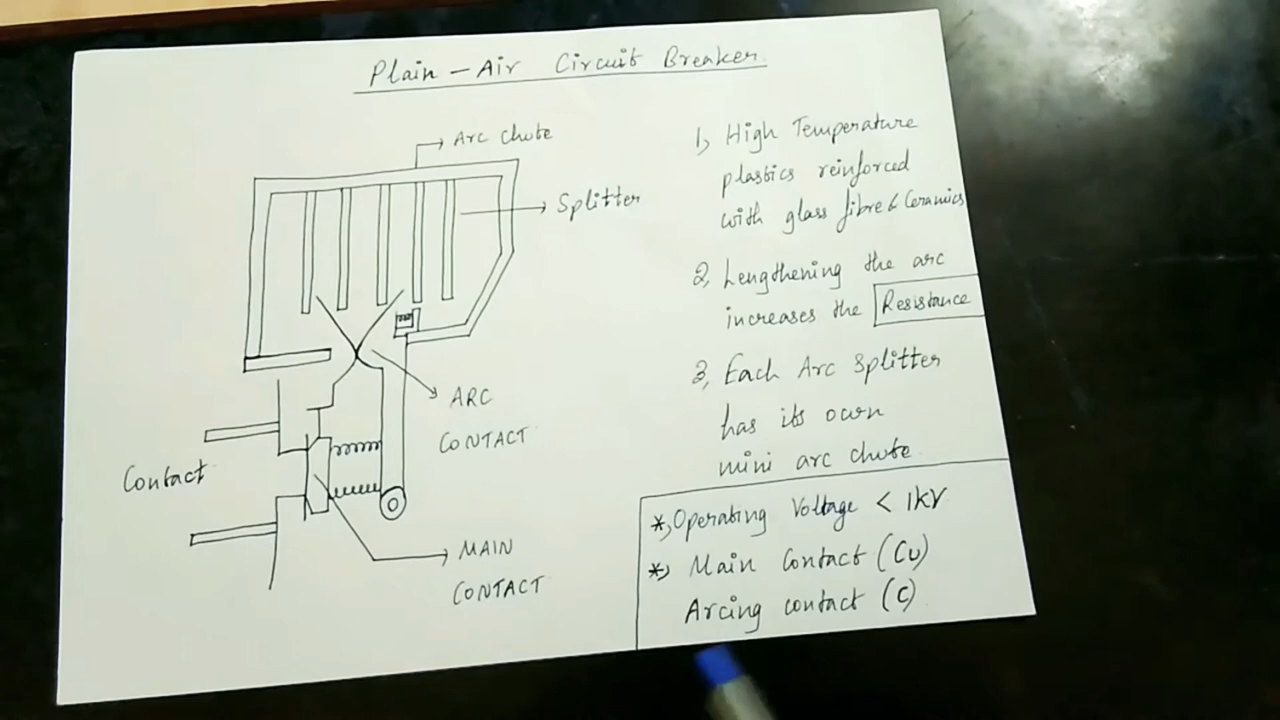 Plain - Air Circuit Breaker
Arc Chute
Splitter
ARC
CONTACT
Contact
MAIN
CONTACT
1, High Temperature
plastics reinforced
with glass fibre & Ceramics
2, Lengthening the arc
increases the Resistance
3, Each Arc Splitter
has its own
mini arc chute
*, Operating Voltage < 1kV
*, Main Contact (Cu)
Arcing contact (C)